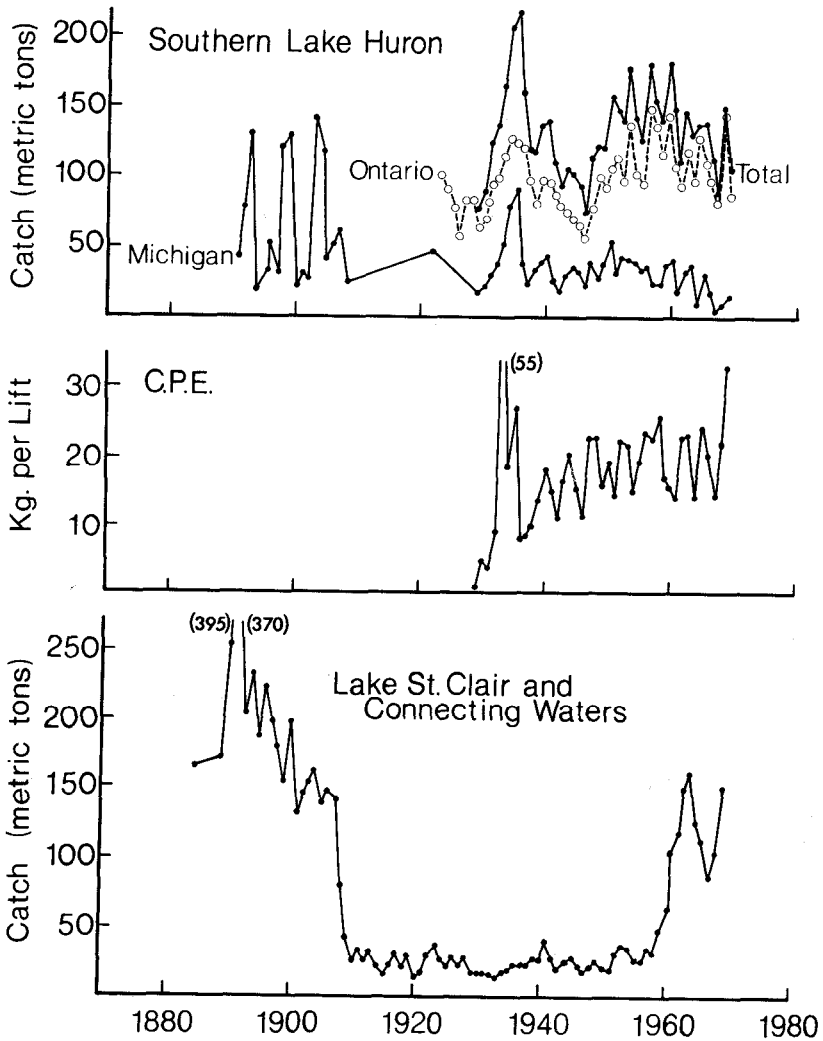 Southern Lake Huron
Catch (metric tons)
200
150
100
50
Ontario
Michigan
Total
C.P.E.
Kg. per Lift
30
20
10
(55)
Lake St. Clair and
Connecting Waters
Catch (metric tons)
(395)
(370)
250
200
150
100
50
1880
1900
1920
1940
1960
1980